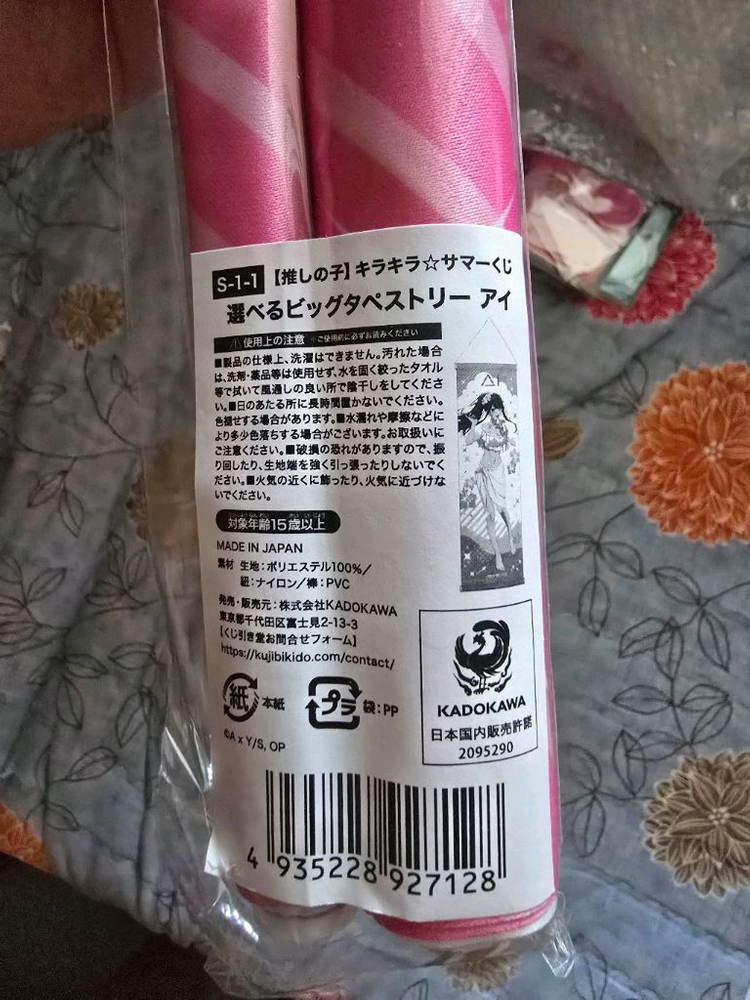 S-1-1 【推しの子】キラキラ☆サマーくじ
選べるビッグタペストリー アイ
⚠使用上の注意 ※ご使用前に必ずお読みください
■製品の仕様上、洗濯はできません。汚れた場合
は、洗剤・薬品等は使用せず、水を固く絞ったタオル
等で拭いて風通しの良い所で陰干しをしてくださ
い。■日のあたる所に長時間置かないでください。
色褪せする場合があります。■水濡れや摩擦などに
より多少色落ちする場合がございます。お取扱いに
ご注意ください。■破損の恐れがありますので、振
り回したり、生地端を強く引っ張ったりしないでく
ださい。■火気の近くに飾ったり、火気に近づけな
いでください。
対象年齢15歳以上
MADE IN JAPAN
素材 生地:ポリエステル100%/
紐:ナイロン/棒:PVC
発売・販売元:株式会社KADOKAWA
東京都千代田区富士見2-13-3
【くじ引き堂お問合せフォーム】
https://kujibikido.com/contact/
紙 本紙 プラ 袋:PP
©A x Y/S, OP
KADOKAWA
日本国内販売許諾
2095290
4 935228 927128